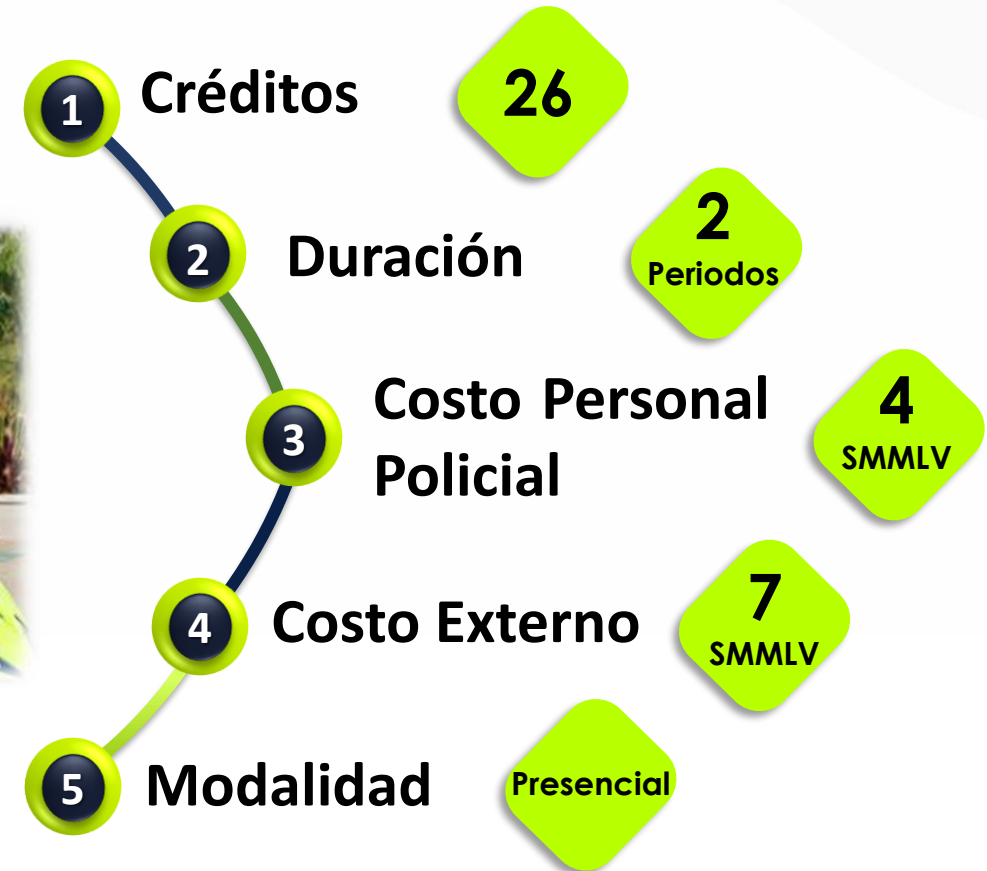 1
Créditos
26
2
Duración
2
Periodos
3
Costo Personal
Policial
4
SMMLV
4
Costo Externo
7
SMMLV
5
Modalidad
Presencial